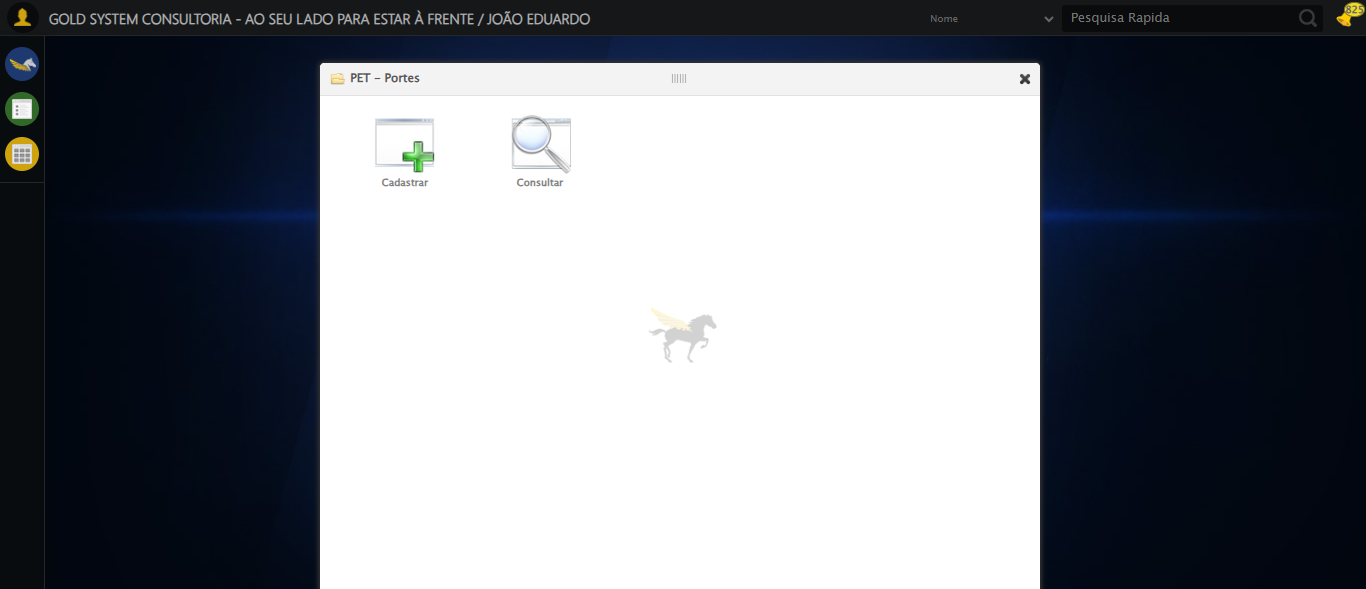 GOLD SYSTEM CONSULTORIA - AO SEU LADO PARA ESTAR À FRENTE / JOÃO EDUARDO
Nome
Pesquisa Rapida
825
PET - Portes
Cadastrar
Consultar